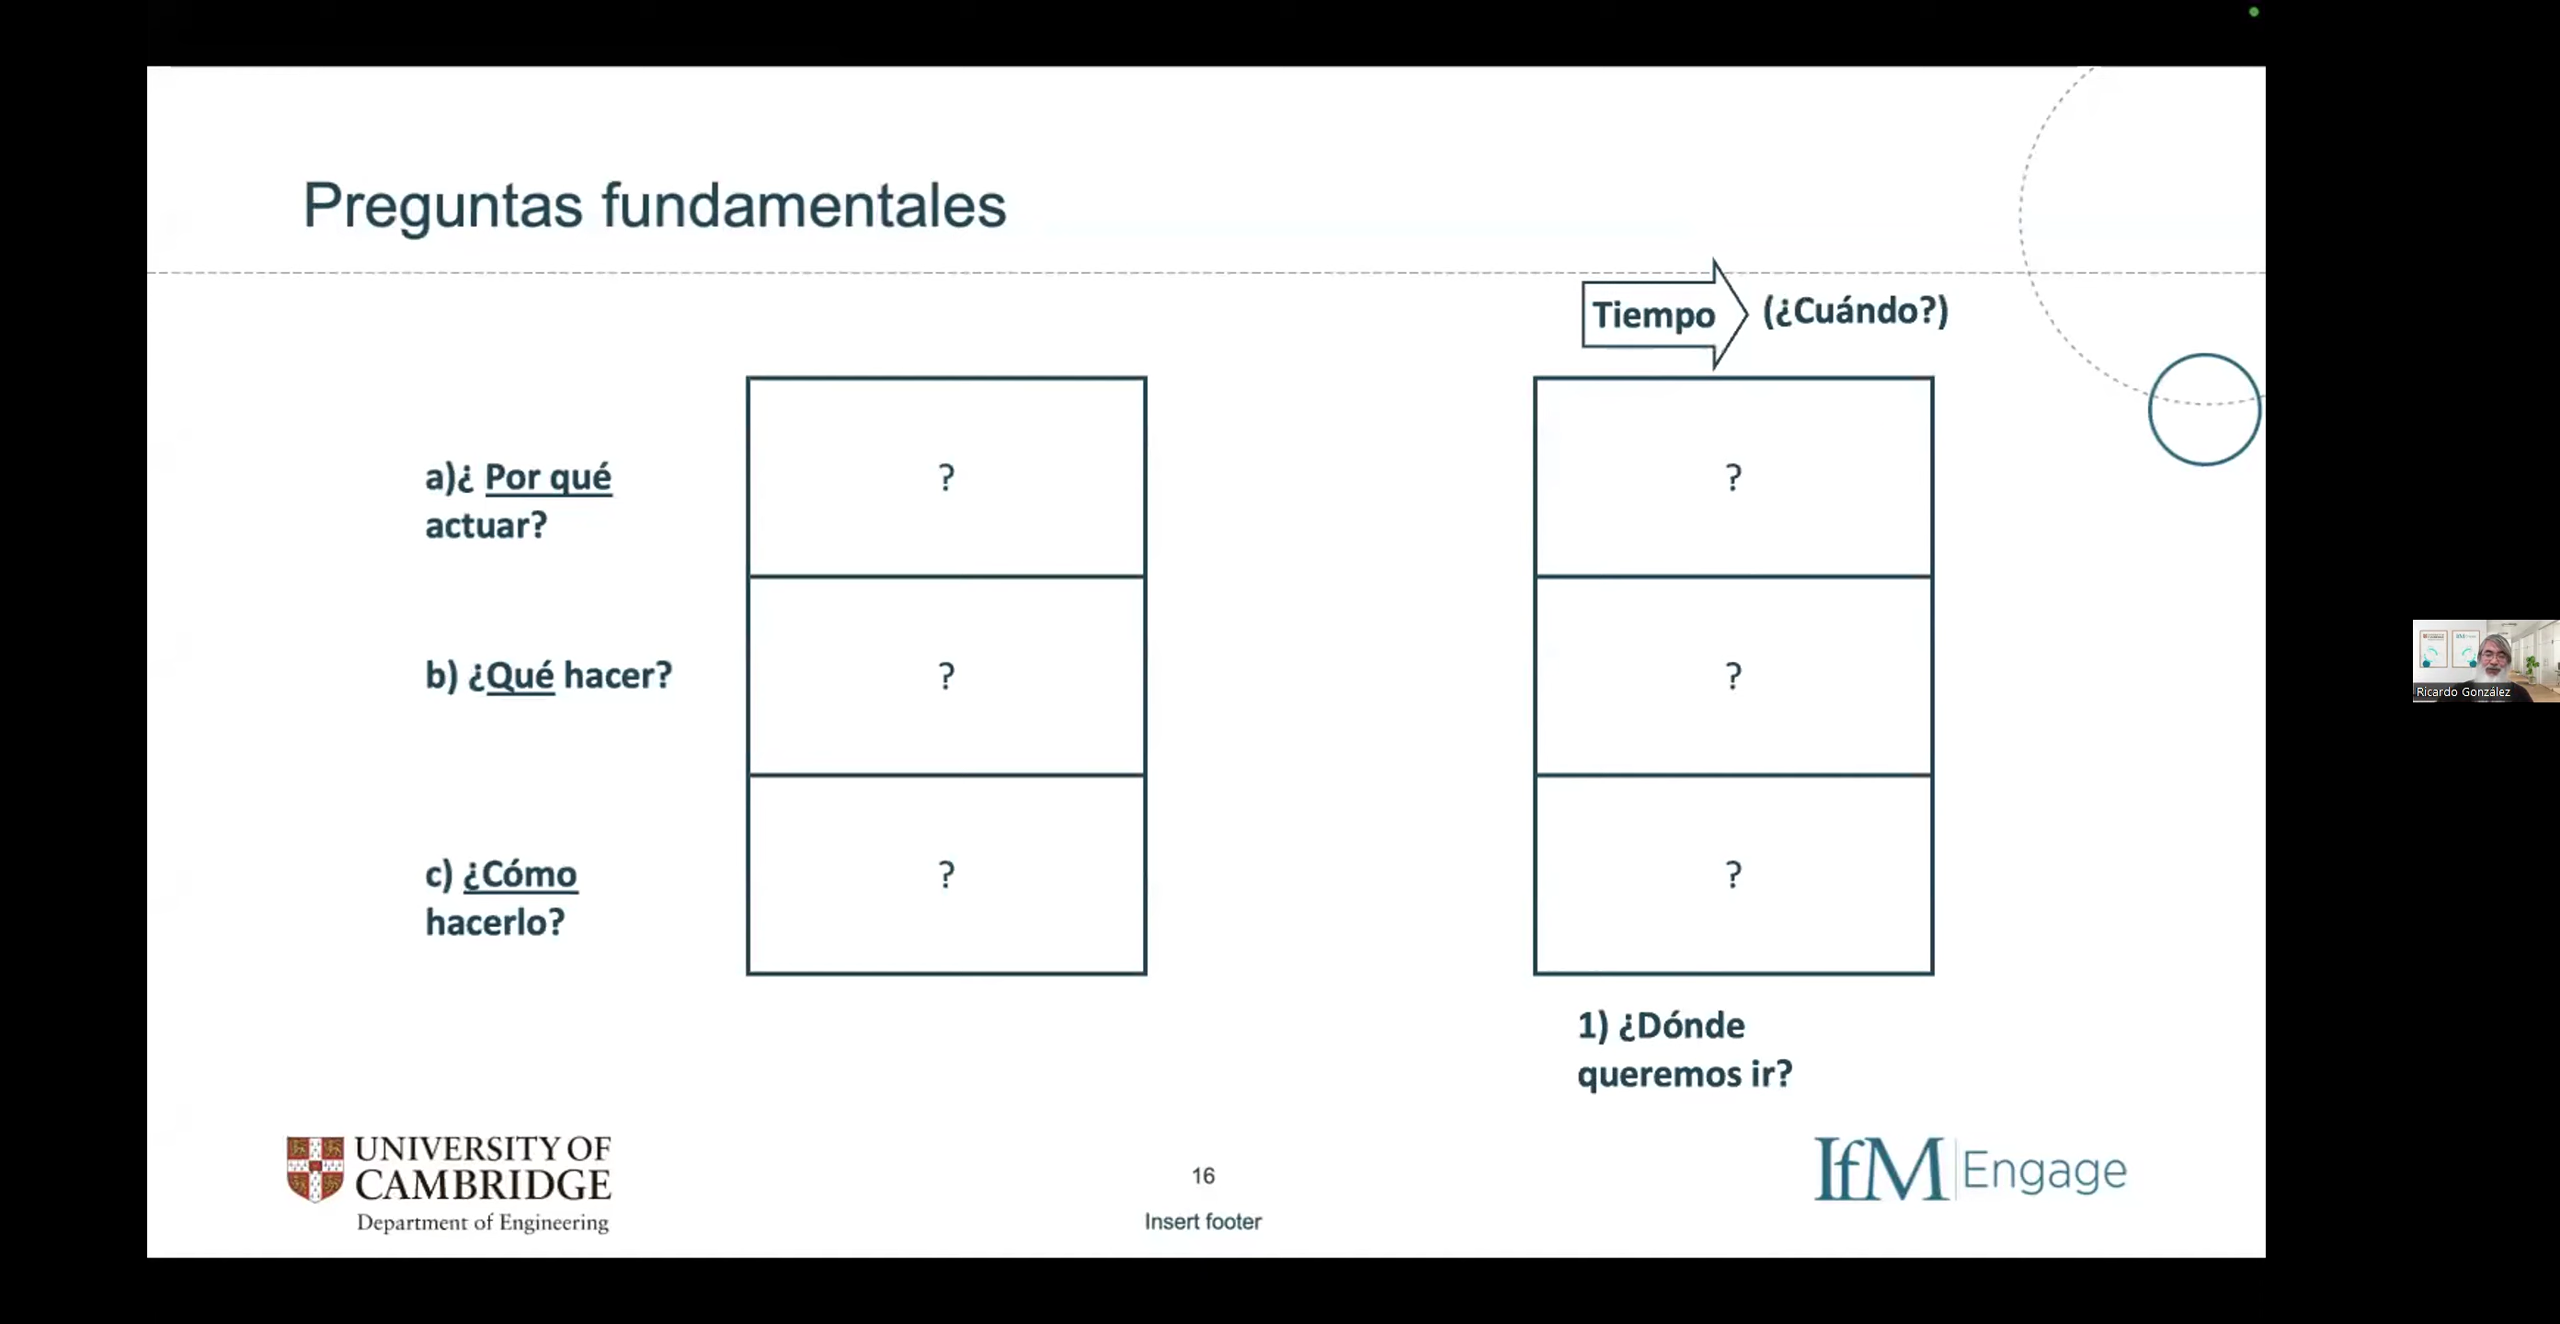 Preguntas fundamentales
Tiempo
(¿Cuándo?)
a)¿ Por qué
actuar?
?
?
b) ¿Qué hacer?
?
?
c) ¿Cómo
hacerlo?
?
?
1) ¿Dónde
queremos ir?
UNIVERSITY OF
CAMBRIDGE
Department of Engineering
16
Insert footer
IfM Engage
Ricardo González